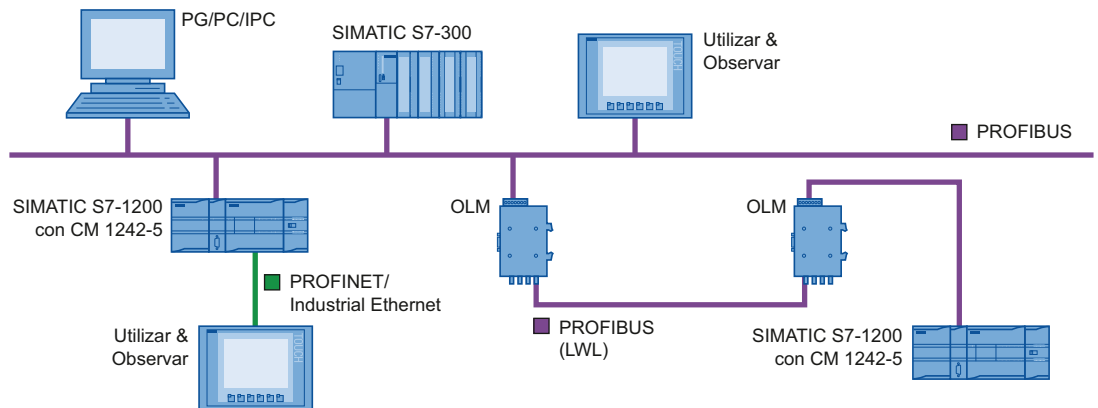 PG/PC/IPC
SIMATIC S7-300
Utilizar &
Observar
PROFIBUS
SIMATIC S7-1200
con CM 1242-5
OLM
OLM
PROFINET/
Industrial Ethernet
PROFIBUS
(LWL)
Utilizar &
Observar
SIMATIC S7-1200
con CM 1242-5